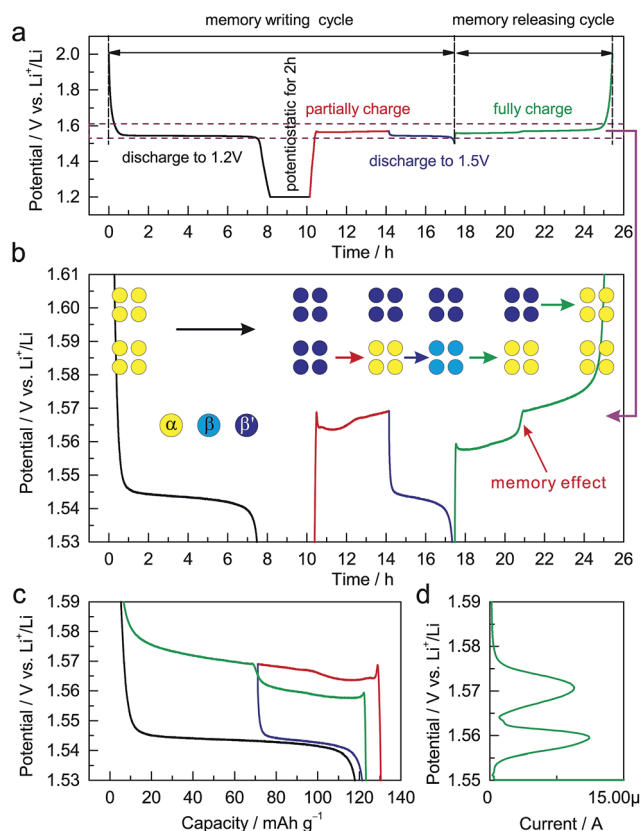 memory writing cycle
memory releasing cycle
a
Potential / V vs. Li⁺/Li
2.0
1.8
1.6
1.4
1.2
potentiostatic for 2h
partially charge
fully charge
discharge to 1.2V
discharge to 1.5V
0 2 4 6 8 10 12 14 16 18 20 22 24 26
Time / h
b
Potential / V vs. Li⁺/Li
1.61
1.60
1.59
1.58
1.57
1.56
1.54
1.53
α β β'
memory effect
0 2 4 6 8 10 12 14 16 18 20 22 24 26
Time / h
c
Potential / V vs. Li⁺/Li
1.59
1.58
1.57
1.56
1.54
1.53
0 20 40 60 80 100 120 140
Capacity / mAh g⁻¹
d
Potential / V vs. Li⁺/Li
1.59
1.58
1.57
1.56
1.55
0 15.00µ
Current / A